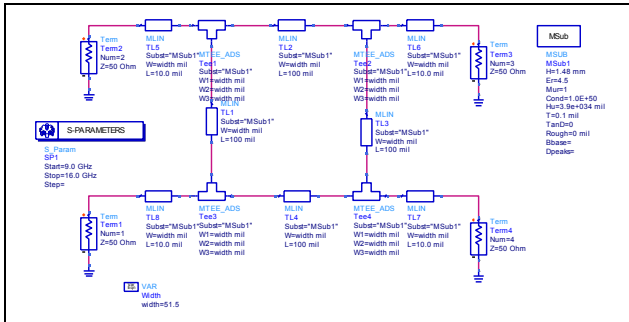 Term
Term2
Num=2
Z=50 Ohm
MLIN
TL5
Subst="MSub1"
W=width mil
L=10.0 mil
MTEE_ADS
Tee1
Subst="MSub1"
W1=width mil
W2=width mil
W3=width mil
MLIN
TL2
Subst="MSub1"
W=width mil
L=100 mil
MTEE_ADS
Tee2
Subst="MSub1"
W1=width mil
W2=width mil
W3=width mil
MLIN
TL6
Subst="MSub1"
W=width mil
L=10.0 mil
Term
Term3
Num=3
Z=50 Ohm
MSub
MSUB
MSub1
H=1.48 mm
Er=4.5
Mur=1
Cond=1.0E+50
Hu=3.9e+034 mil
T=0.1 mil
TanD=0
Rough=0 mil
Bbase=
Dpeaks=
MLIN
TL1
Subst="MSub1"
W=width mil
L=100 mil
MLIN
TL3
Subst="MSub1"
W=width mil
L=100 mil
S-PARAMETERS
S_Param
SP1
Start=9.0 GHz
Stop=16.0 GHz
Step=
Term
Term1
Num=1
Z=50 Ohm
MLIN
TL8
Subst="MSub1"
W=width mil
L=10.0 mil
MTEE_ADS
Tee3
Subst="MSub1"
W1=width mil
W2=width mil
W3=width mil
MLIN
TL4
Subst="MSub1"
W=width mil
L=100 mil
MTEE_ADS
Tee4
Subst="MSub1"
W1=width mil
W2=width mil
W3=width mil
MLIN
TL7
Subst="MSub1"
W=width mil
L=10.0 mil
Term
Term4
Num=4
Z=50 Ohm
VAR
Width
width=51.5